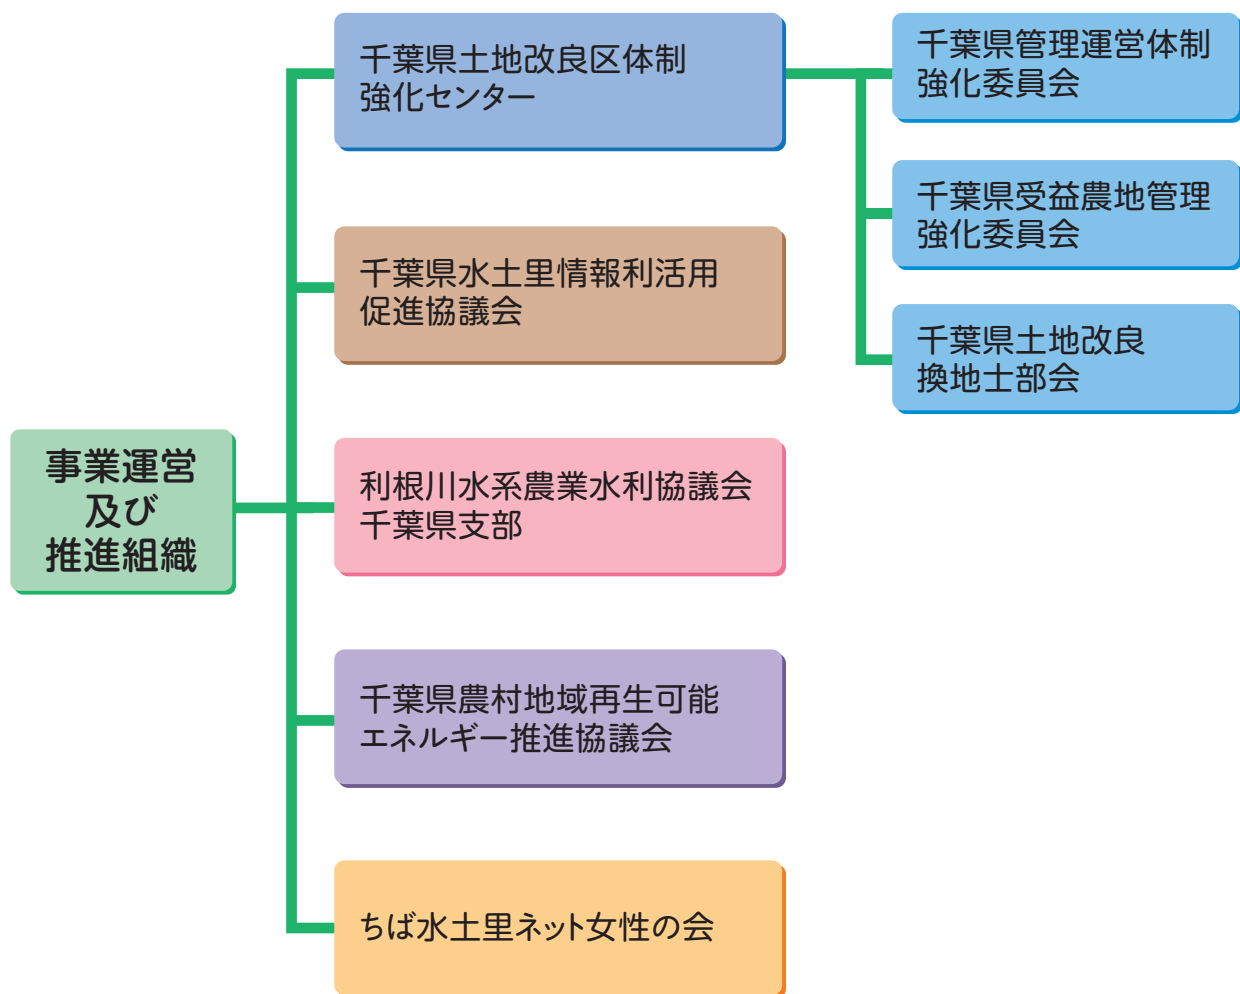 事業運営
及び
推進組織
千葉県土地改良区体制
強化センター
千葉県管理運営体制
強化委員会
千葉県受益農地管理
強化委員会
千葉県土地改良
換地士部会
千葉県水土里情報利活用
促進協議会
利根川水系農業水利協議会
千葉県支部
千葉県農村地域再生可能
エネルギー推進協議会
ちば水土里ネット女性の会